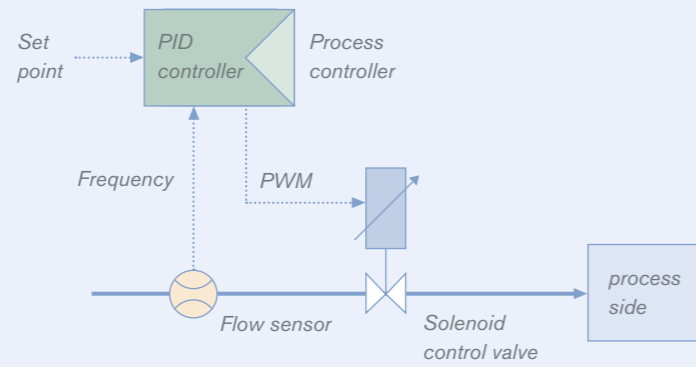 Set
point
PID
controller
Process
controller
Frequency
PWM
Flow sensor
Solenoid
control valve
process
side